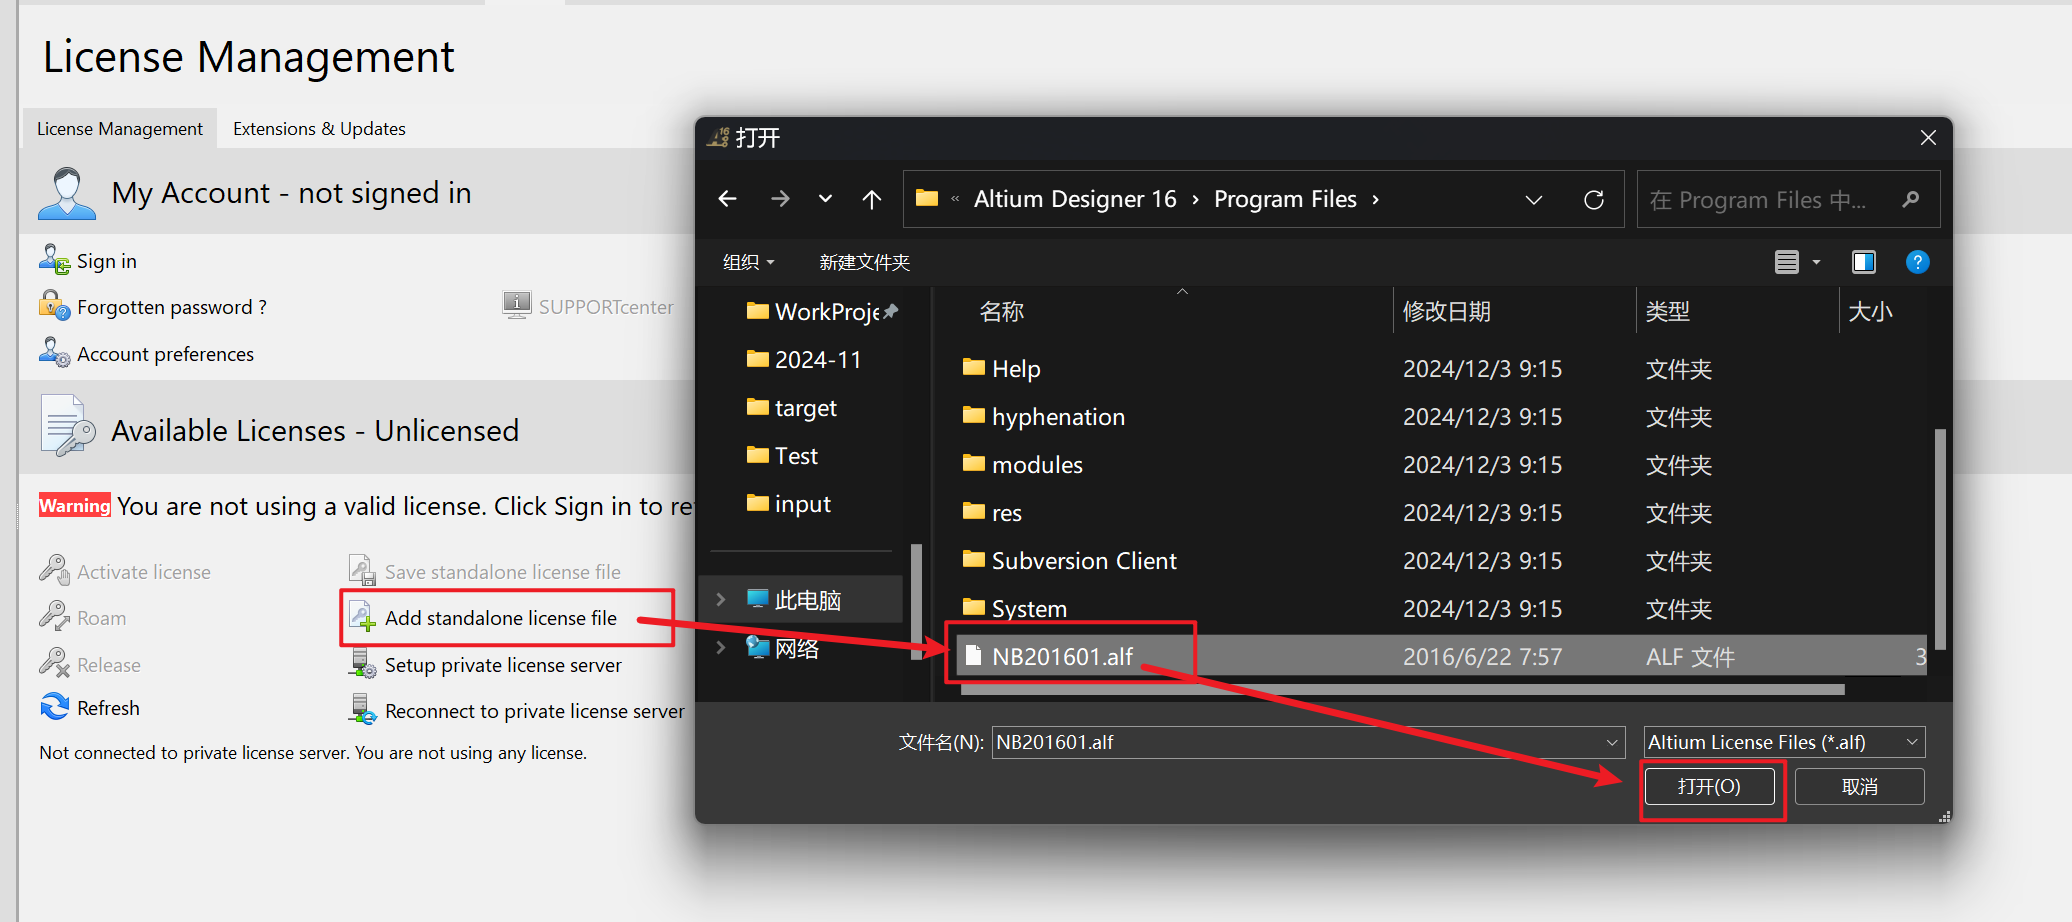 License Management
License Management
Extensions & Updates
My Account - not signed in
Sign in
Forgotten password ?
SUPPORTcenter
Account preferences
Available Licenses - Unlicensed
Warning You are not using a valid license. Click Sign in to
Activate license
Save standalone license file
Roam
Add standalone license file
Release
Setup private license server
Refresh
Reconnect to private license server
Not connected to private license server. You are not using any license.
打开
« Altium Designer 16 › Program Files ›
在 Program Files 中...
组织
新建文件夹
名称 修改日期 类型 大小
WorkProje
2024-11
target
Test
input
此电脑
网络
Help 2024/12/3 9:15 文件夹
hyphenation 2024/12/3 9:15 文件夹
modules 2024/12/3 9:15 文件夹
res 2024/12/3 9:15 文件夹
Subversion Client 2024/12/3 9:15 文件夹
System 2024/12/3 9:15 文件夹
NB201601.alf 2016/6/22 7:57 ALF 文件 3
文件名(N): NB201601.alf
Altium License Files (*.alf)
打开(O)
取消